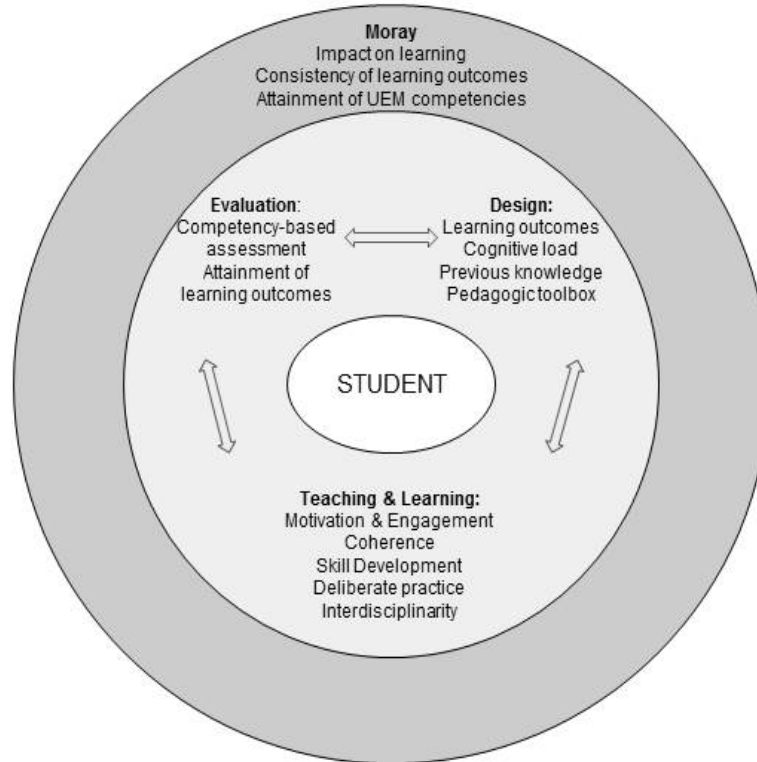 Moray
Impact on learning
Consistency of learning outcomes
Attainment of UEM competencies
Evaluation:
Competency-based
assessment
Attainment of
learning outcomes
Design:
Learning outcomes
Cognitive load
Previous knowledge
Pedagogic toolbox
STUDENT
Teaching & Learning:
Motivation & Engagement
Coherence
Skill Development
Deliberate practice
Interdisciplinarity